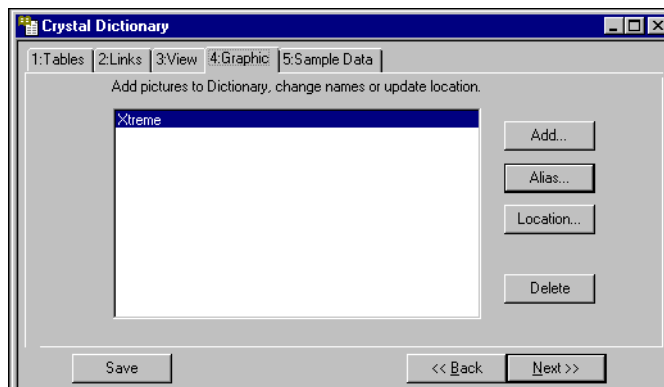 Crystal Dictionary
1:Tables 2:Links 3:View 4:Graphic 5:Sample Data
Add pictures to Dictionary, change names or update location.
Xtreme
Add...
Alias...
Location...
Delete
Save << Back Next >>